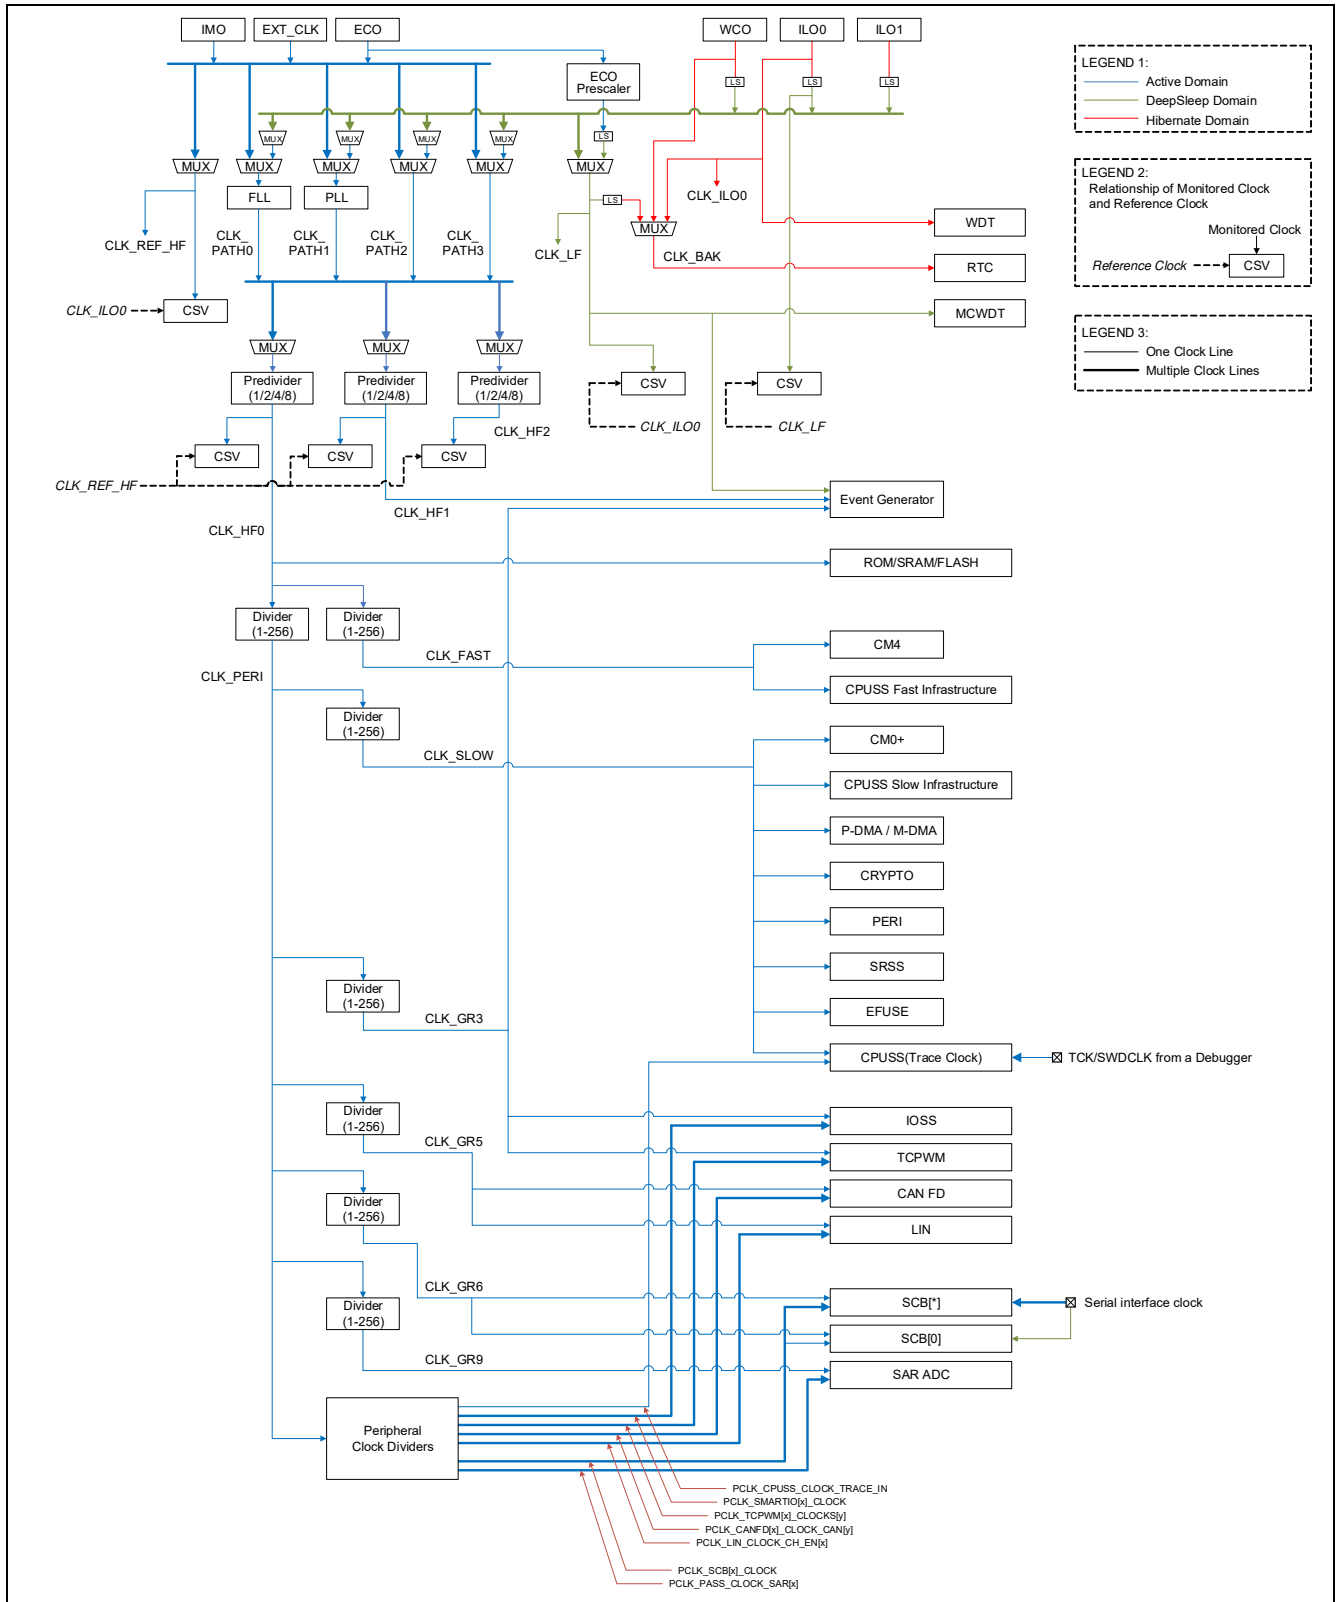 IMO
EXT_CLK
ECO
WCO
ILO0
ILO1
LEGEND 1:
Active Domain
DeepSleep Domain
Hibernate Domain
ECO
Prescaler
LS
LS
LS
LS
MUX
MUX
MUX
MUX
MUX
MUX
MUX
MUX
MUX
MUX
LEGEND 2:
Relationship of Monitored Clock
and Reference Clock
Monitored Clock
Reference Clock
CSV
FLL
PLL
LS
CLK_ILO0
MUX
WDT
CLK_REF_HF
CLK_
PATH0
CLK_
PATH1
CLK_
PATH2
CLK_
PATH3
CLK_LF
CLK_BAK
RTC
CLK_ILO0
CSV
MCWDT
LEGEND 3:
One Clock Line
Multiple Clock Lines
MUX
MUX
MUX
Predivider
(1/2/4/8)
Predivider
(1/2/4/8)
Predivider
(1/2/4/8)
CSV
CSV
CLK_HF2
CLK_ILO0
CLK_LF
CSV
CSV
CSV
CLK_REF_HF
CLK_HF1
Event Generator
CLK_HF0
ROM/SRAM/FLASH
Divider
(1-256)
Divider
(1-256)
CM4
CLK_FAST
CLK_PERI
CPUSS Fast Infrastructure
Divider
(1-256)
CM0+
CLK_SLOW
CPUSS Slow Infrastructure
P-DMA / M-DMA
CRYPTO
PERI
SRSS
Divider
(1-256)
EFUSE
CLK_GR3
CPUSS(Trace Clock)
TCK/SWDCLK from a Debugger
Divider
(1-256)
IOSS
CLK_GR5
TCPWM
Divider
(1-256)
CAN FD
LIN
CLK_GR6
Divider
(1-256)
SCB[*]
Serial interface clock
SCB[0]
CLK_GR9
SAR ADC
Peripheral
Clock Dividers
PCLK_CPUSS_CLOCK_TRACE_IN
PCLK_SMARTIO[x]_CLOCK
PCLK_TCPWM[x]_CLOCKS[y]
PCLK_CANFD[x]_CLOCK_CAN[y]
PCLK_LIN_CLOCK_CH_EN[x]
PCLK_SCB[x]_CLOCK
PCLK_PASS_CLOCK_SAR[x]